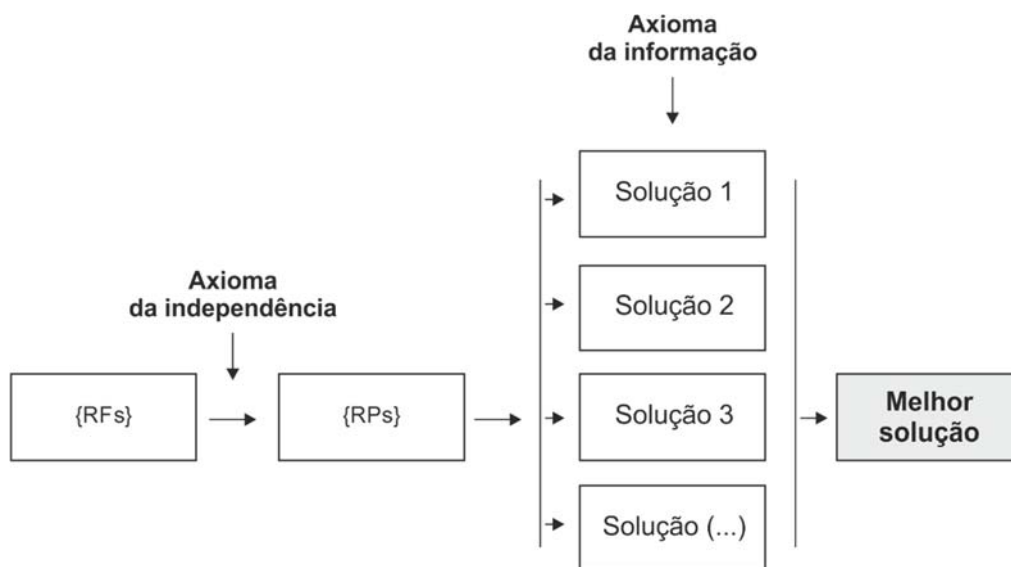 Axioma
da informação
Solução 1
Solução 2
Axioma
da independência
{RFs}
{RPs}
Solução 3
Melhor
solução
Solução (...)